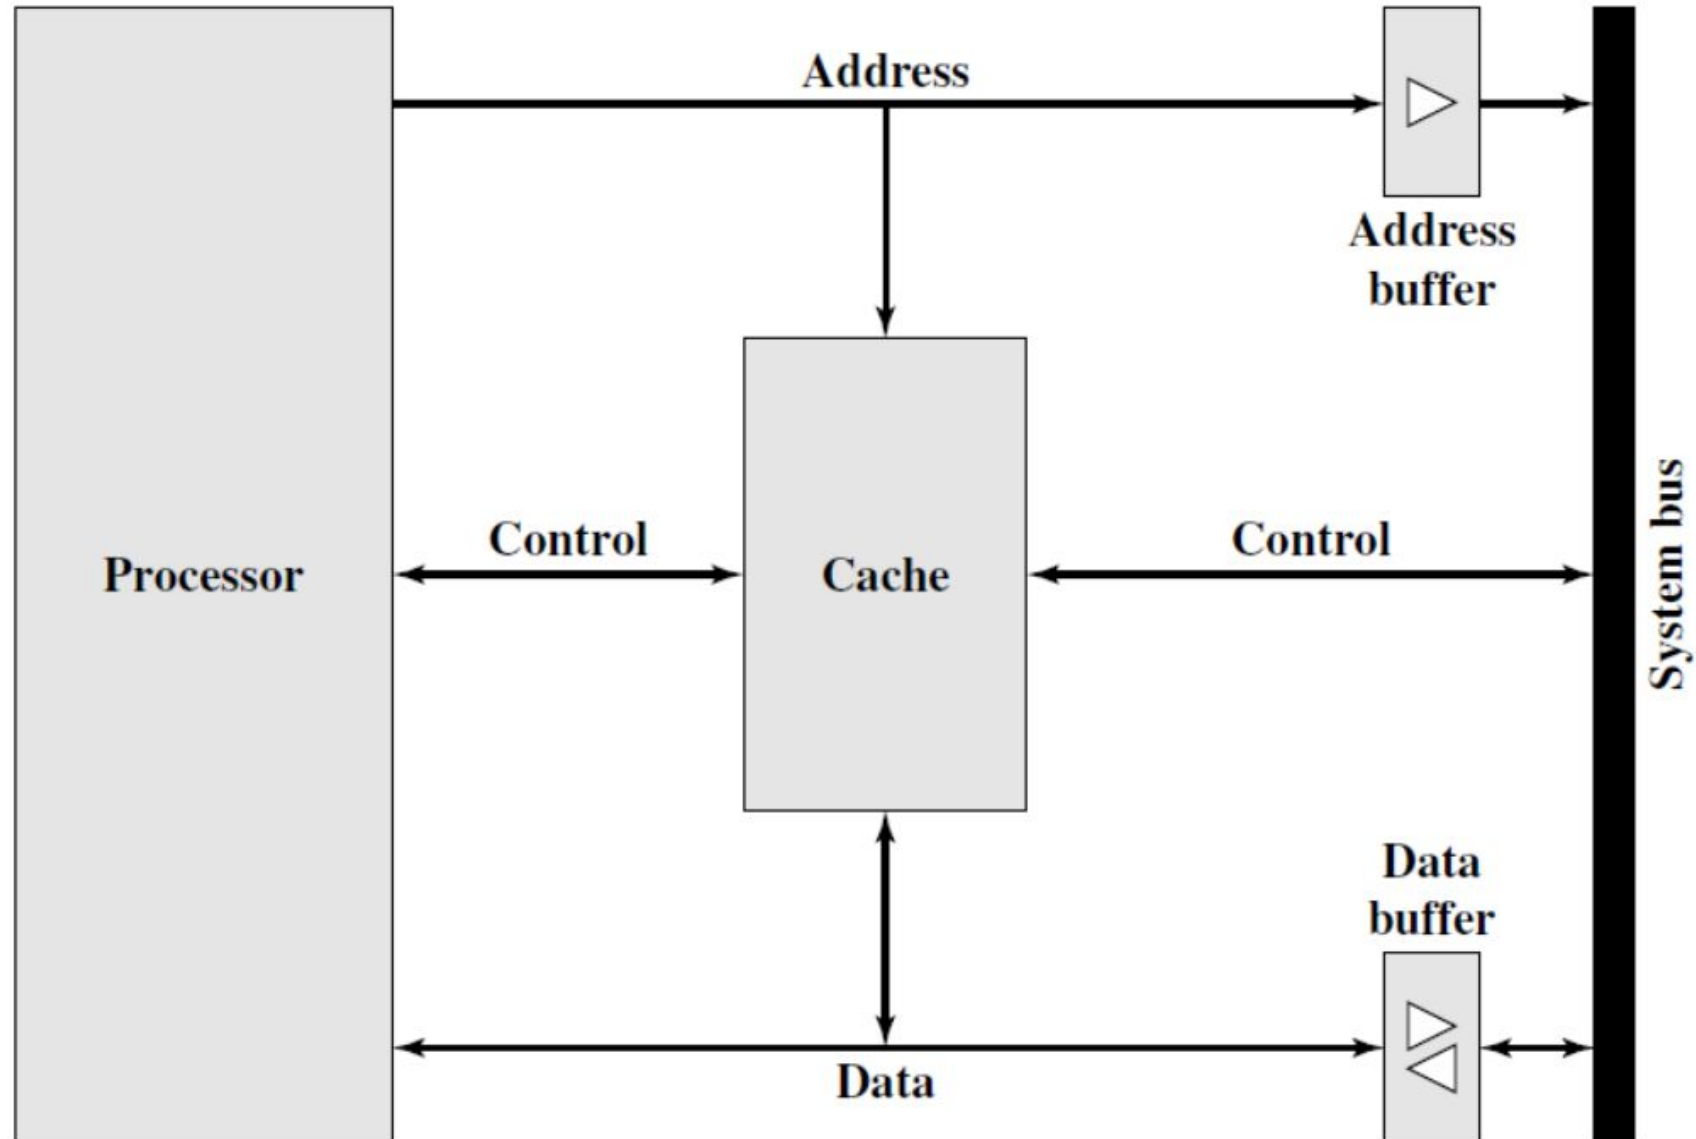 Address
Address
buffer
Control
Control
Processor
Cache
System bus
Data
buffer
Data